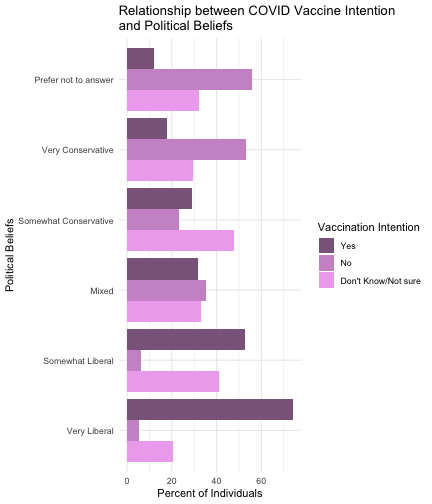 Relationship between COVID Vaccine Intention
and Political Beliefs
Political Beliefs
Prefer not to answer
Very Conservative
Somewhat Conservative
Mixed
Somewhat Liberal
Very Liberal
0 20 40 60
Percent of Individuals
Vaccination Intention
Yes
No
Don't Know/Not sure